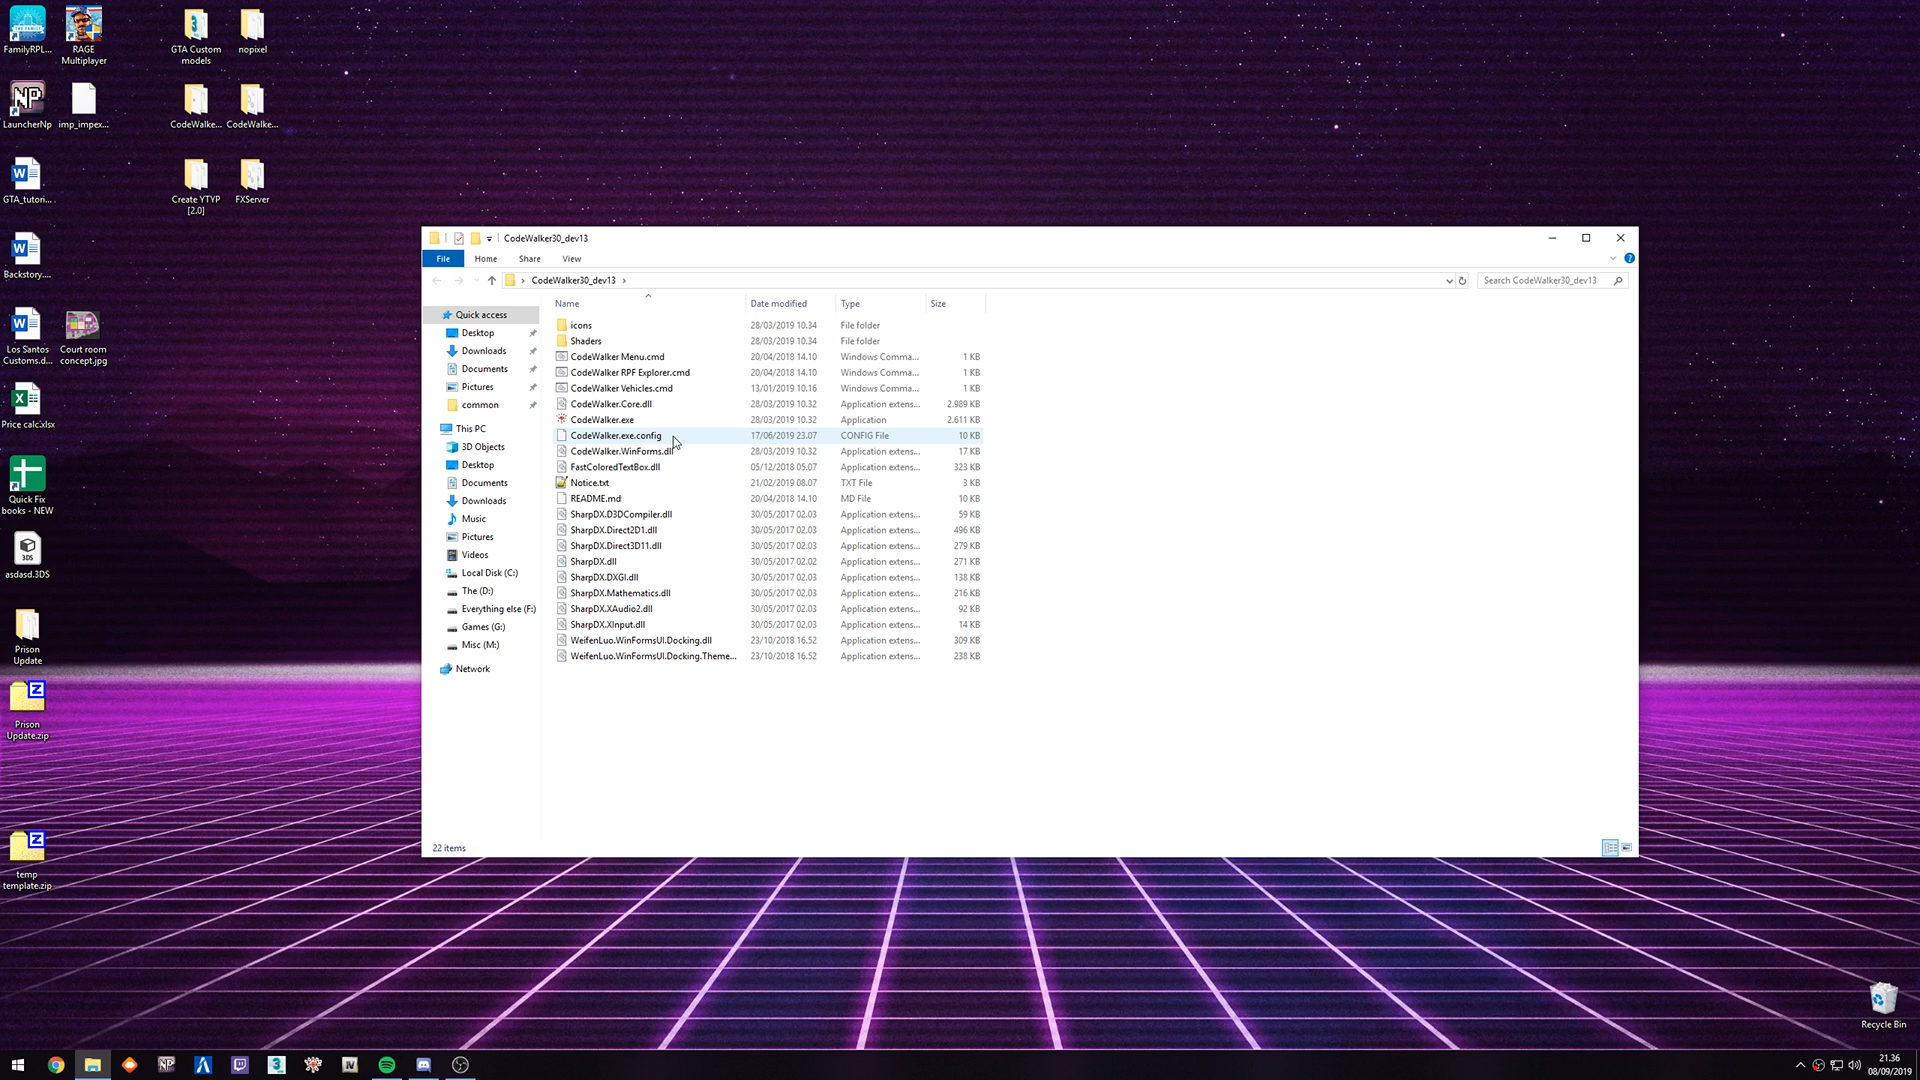 FamilyRPL...
RAGE
Multiplayer
GTA Custom
models
nopixel
LauncherNp
imp_impex...
CodeWalke...
CodeWalke...
GTA_tutori...
Create YTYP
[2.0]
FXServer
Backstory....
Los Santos
Customs.d...
Court room
concept.jpg
Price calc.xlsx
Quick Fix
books - NEW
3DS
asdasd.3DS
Prison
Update
Prison
Update.zip
temp
template.zip
Recycle Bin
CodeWalker30_dev13
File
Home
Share
View
CodeWalker30_dev13
Search CodeWalker30_dev13
Name
Date modified
Type
Size
Quick access
Desktop
Downloads
Documents
Pictures
common
This PC
3D Objects
Desktop
Documents
Downloads
Music
Pictures
Videos
Local Disk (C:)
The (D:)
Everything else (F:)
Games (G:)
Misc (M:)
Network
icons 28/03/2019 10.34 File folder
Shaders 28/03/2019 10.34 File folder
CodeWalker Menu.cmd 20/04/2018 14.10 Windows Comma... 1 KB
CodeWalker RPF Explorer.cmd 20/04/2018 14.10 Windows Comma... 1 KB
CodeWalker Vehicles.cmd 13/01/2019 10.16 Windows Comma... 1 KB
CodeWalker.Core.dll 28/03/2019 10.32 Application extens... 2.989 KB
CodeWalker.exe 28/03/2019 10.32 Application 2.611 KB
CodeWalker.exe.config 17/06/2019 23.07 CONFIG File 10 KB
CodeWalker.WinForms.dll 28/03/2019 10.32 Application extens... 17 KB
FastColoredTextBox.dll 05/12/2018 05.07 Application extens... 323 KB
Notice.txt 21/02/2019 08.07 TXT File 3 KB
README.md 20/04/2018 14.10 MD File 10 KB
SharpDX.D3DCompiler.dll 30/05/2017 02.03 Application extens... 59 KB
SharpDX.Direct2D1.dll 30/05/2017 02.03 Application extens... 496 KB
SharpDX.Direct3D11.dll 30/05/2017 02.03 Application extens... 279 KB
SharpDX.dll 30/05/2017 02.02 Application extens... 271 KB
SharpDX.DXGI.dll 30/05/2017 02.03 Application extens... 138 KB
SharpDX.Mathematics.dll 30/05/2017 02.03 Application extens... 216 KB
SharpDX.XAudio2.dll 30/05/2017 02.03 Application extens... 92 KB
SharpDX.XInput.dll 30/05/2017 02.03 Application extens... 14 KB
WeifenLuo.WinFormsUI.Docking.dll 23/10/2018 16.52 Application extens... 309 KB
WeifenLuo.WinFormsUI.Docking.Theme... 23/10/2018 16.52 Application extens... 238 KB
22 items
21.36
08/09/2019